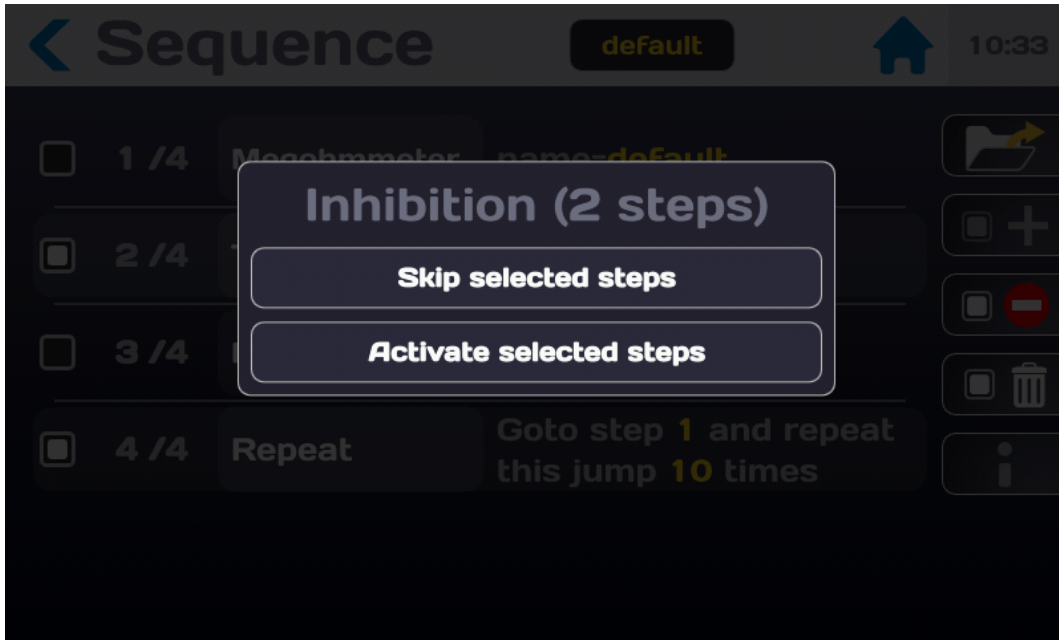 Sequence
default
10:33
1 /4
Megohmmeter
name=default
Inhibition (2 steps)
2 /4
Skip selected steps
3 /4
Activate selected steps
4 /4
Repeat
Goto step 1 and repeat
this jump 10 times